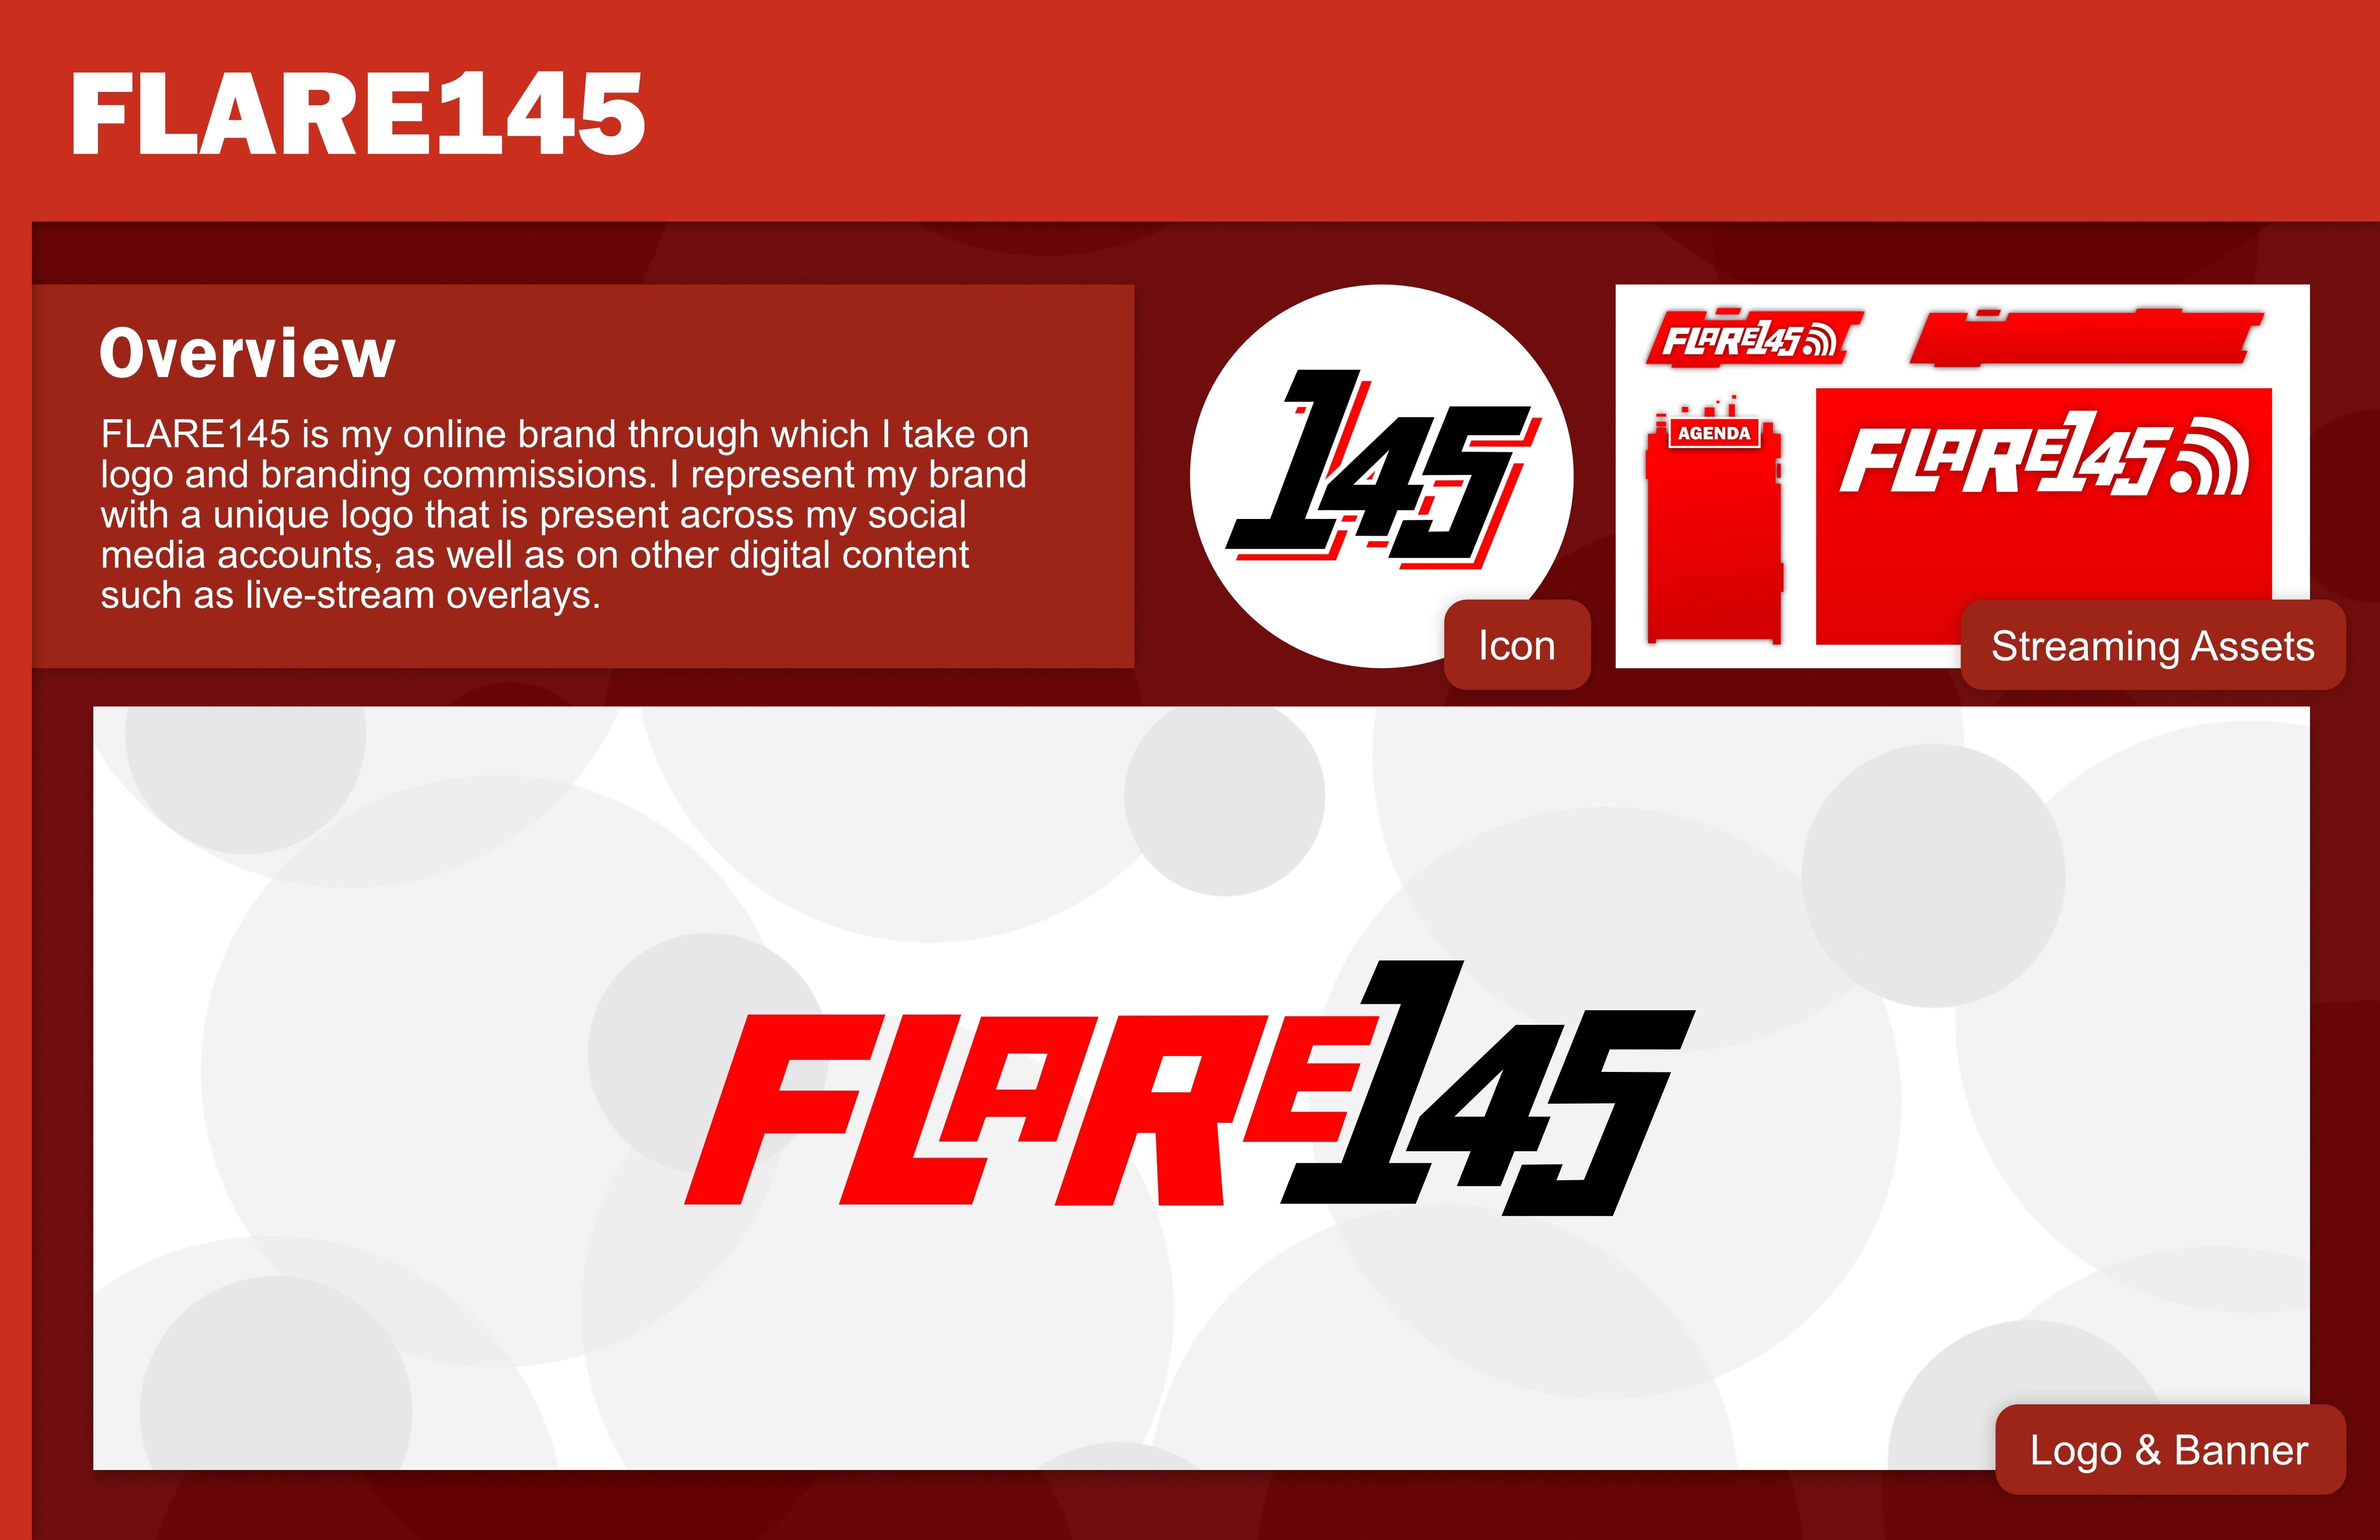 FLARE145
Overview
FLARE145 is my online brand through which I take on
logo and branding commissions. I represent my brand
with a unique logo that is present across my social
media accounts, as well as on other digital content
such as live-stream overlays.
145
Icon
FLARE145
AGENDA
FLARE145
Streaming Assets
FLARE145
Logo & Banner